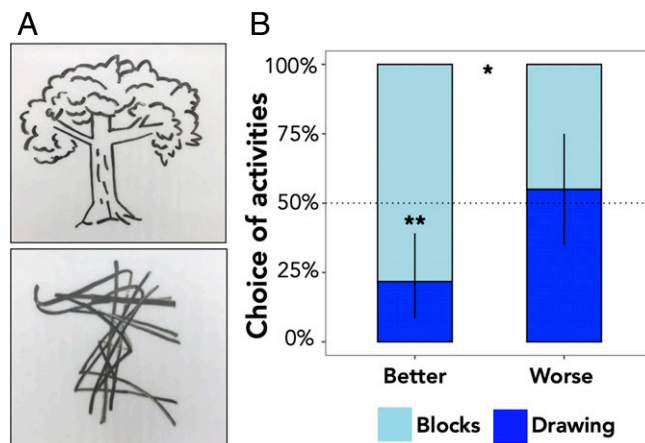 A
B
Choice of activities
100%
*
75%
50%
**
25%
0%
Better
Worse
Blocks
Drawing